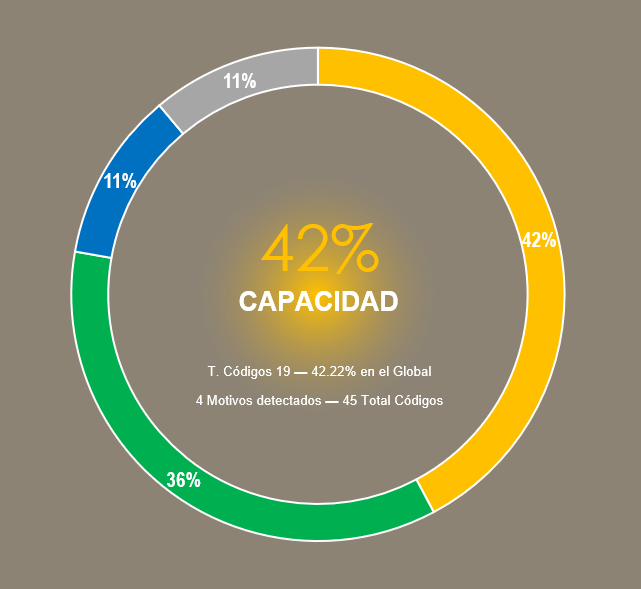 11%
11%
42%
42%
CAPACIDAD
T. Códigos 19 — 42.22% en el Global
4 Motivos detectados — 45 Total Códigos
36%